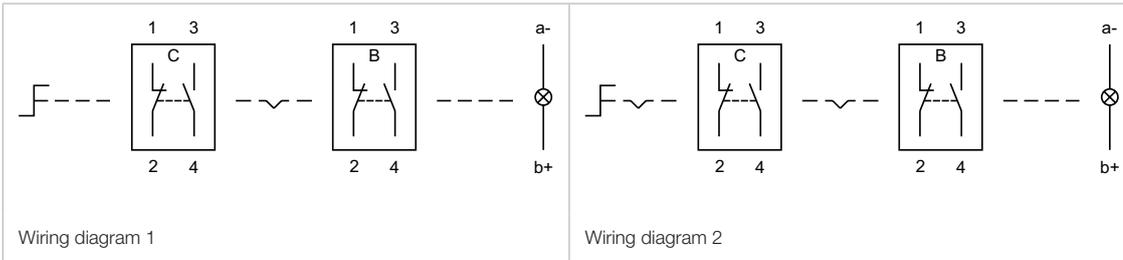 1 3 1 3 a-
C B
2 4 2 4 b+
Wiring diagram 1
1 3 1 3 a-
C B
2 4 2 4 b+
Wiring diagram 2